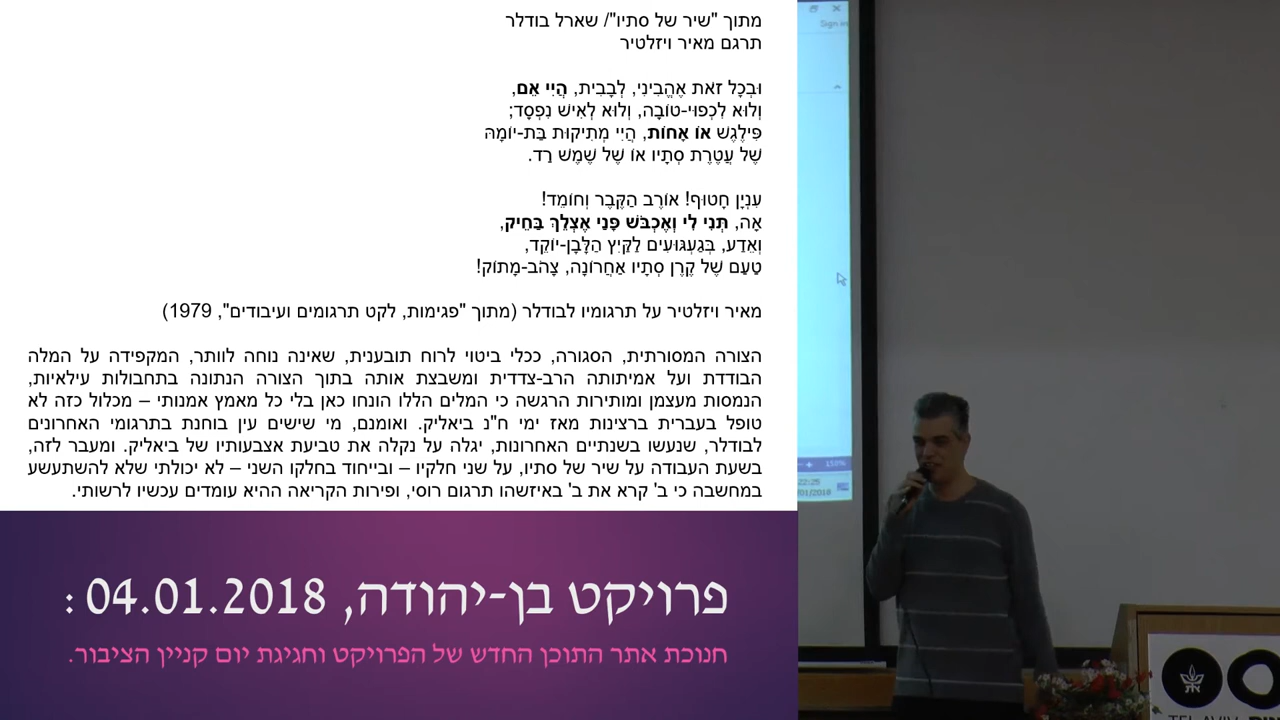 מתוך "שיר של סתיו"/ שארל בודלר
תרגם מאיר ויזלטיר
וּבְכָל זֹאת אֶהֱבִינִי, לְבָבִית, הֲיִי אֵם,
וְלוּא לִכְפוּי-טוֹבָה, וְלוּא לְאִישׁ נִפְסָד;
פִּילֶגֶשׁ אוֹ אָחוֹת, הֲיִי מְתִיקוּת בַּת-יוֹמָהּ
שֶׁל עֲטֶרֶת סְתָיו אוֹ שֶׁל שֶׁמֶשׁ רַד.
עִנְיָן חָטוּף! אוֹרֵב הַקֶּבֶר וְחוֹמֵד!
אָה, תְּנִי לִי וְאֶכְבֹּשׁ פָּנַי אֶצְלֵךְ בַּחֵיק,
וְאֵדַע, בְּגַעְגּוּעִים לַקַּיִץ הַלָּבָן-יוֹקֵד,
טַעַם שֶׁל קֶרֶן סְתָיו אַחֲרוֹנָה, צָהֹב-מָתוֹק!
מאיר ויזלטיר על תרגומיו לבודלר (מתוך "פגימות, לקט תרגומים ועיבודים", 1979)
הצורה המסורתית, הסגורה, ככלי ביטוי לרוח תובענית, שאינה נוחה לוותר, המקפידה על המלה
הבודדת ועל אמיתותה הרב-צדדית ומשבצת אותה בתוך הצורה הנתונה בתחבולות עילאיות,
הנמסות מעצמן ומותירות הרגשה כי המלים הללו הונחו כאן בלי כל מאמץ אמנותי – מכלול כזה לא
טופל בעברית ברצינות מאז ימי ח"נ ביאליק. ואומנם, מי שישים עין בוחנת בתרגומי האחרונים
לבודלר, שנעשו בשנתיים האחרונות, יגלה על נקלה את טביעת אצבעותיו של ביאליק. ומעבר לזה,
בשעת העבודה על שיר של סתיו, על שני חלקיו – ובייחוד בחלקו השני – לא יכולתי שלא להשתעשע
במחשבה כי ב' קרא את ב' באיזשהו תרגום רוסי, ופירות הקריאה ההיא עומדים עכשיו לרשותי.
פרויקט בן-יהודה, 04.01.2018 :
חנוכת אתר התוכן החדש של הפרויקט וחגיגת יום קניין הציבור.
Sign in
153%
/01/2018
TEL AVIV